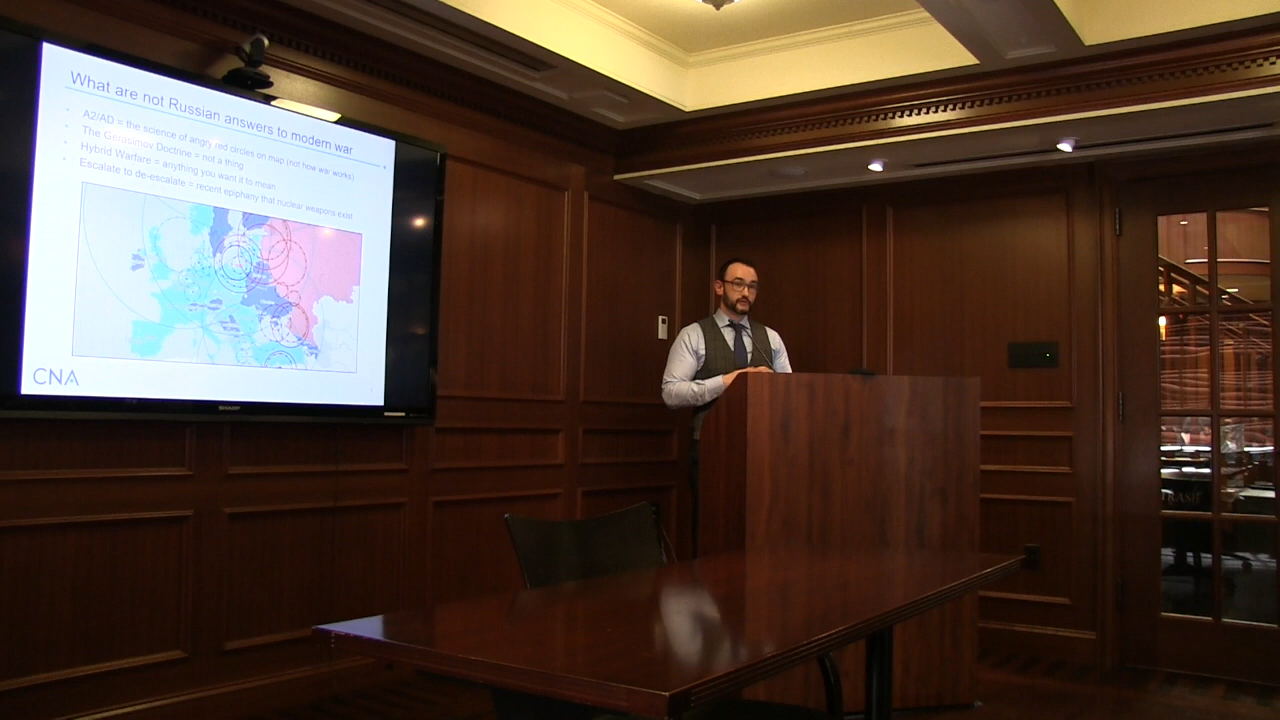 What are not Russian answers to modern war
A2/AD = the science of angry red circles on map (not how war works)
The Gerasimov Doctrine = not a thing
Hybrid Warfare = anything you want it to mean
Escalate to de-escalate = recent epiphany that nuclear weapons exist
CNA
SHARP
TRASH